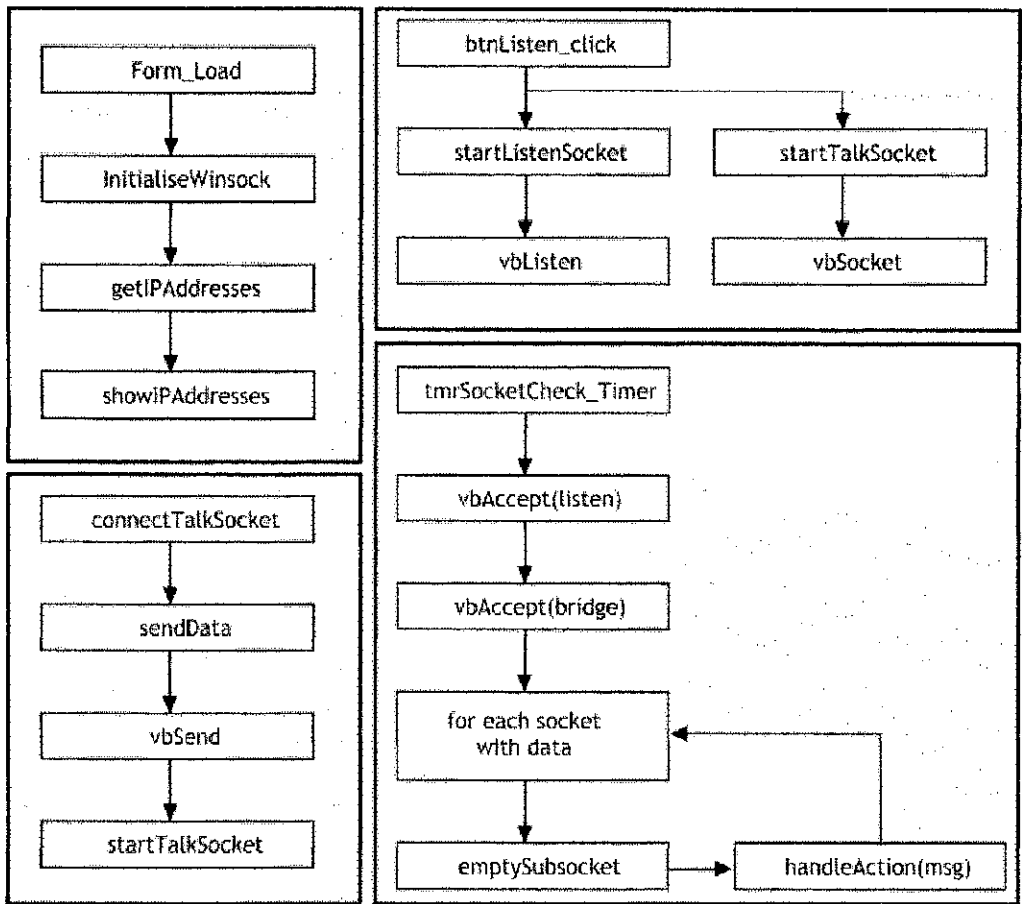 Form_Load
InitialiseWinsock
getIPAddresses
showIPAddresses
btnListen_click
startListenSocket
startTalkSocket
vbListen
vbSocket
connectTalkSocket
sendData
vbSend
startTalkSocket
tmrSocketCheck_Timer
vbAccept(listen)
vbAccept(bridge)
for each socket
with data
emptySubsocket
handleAction(msg)